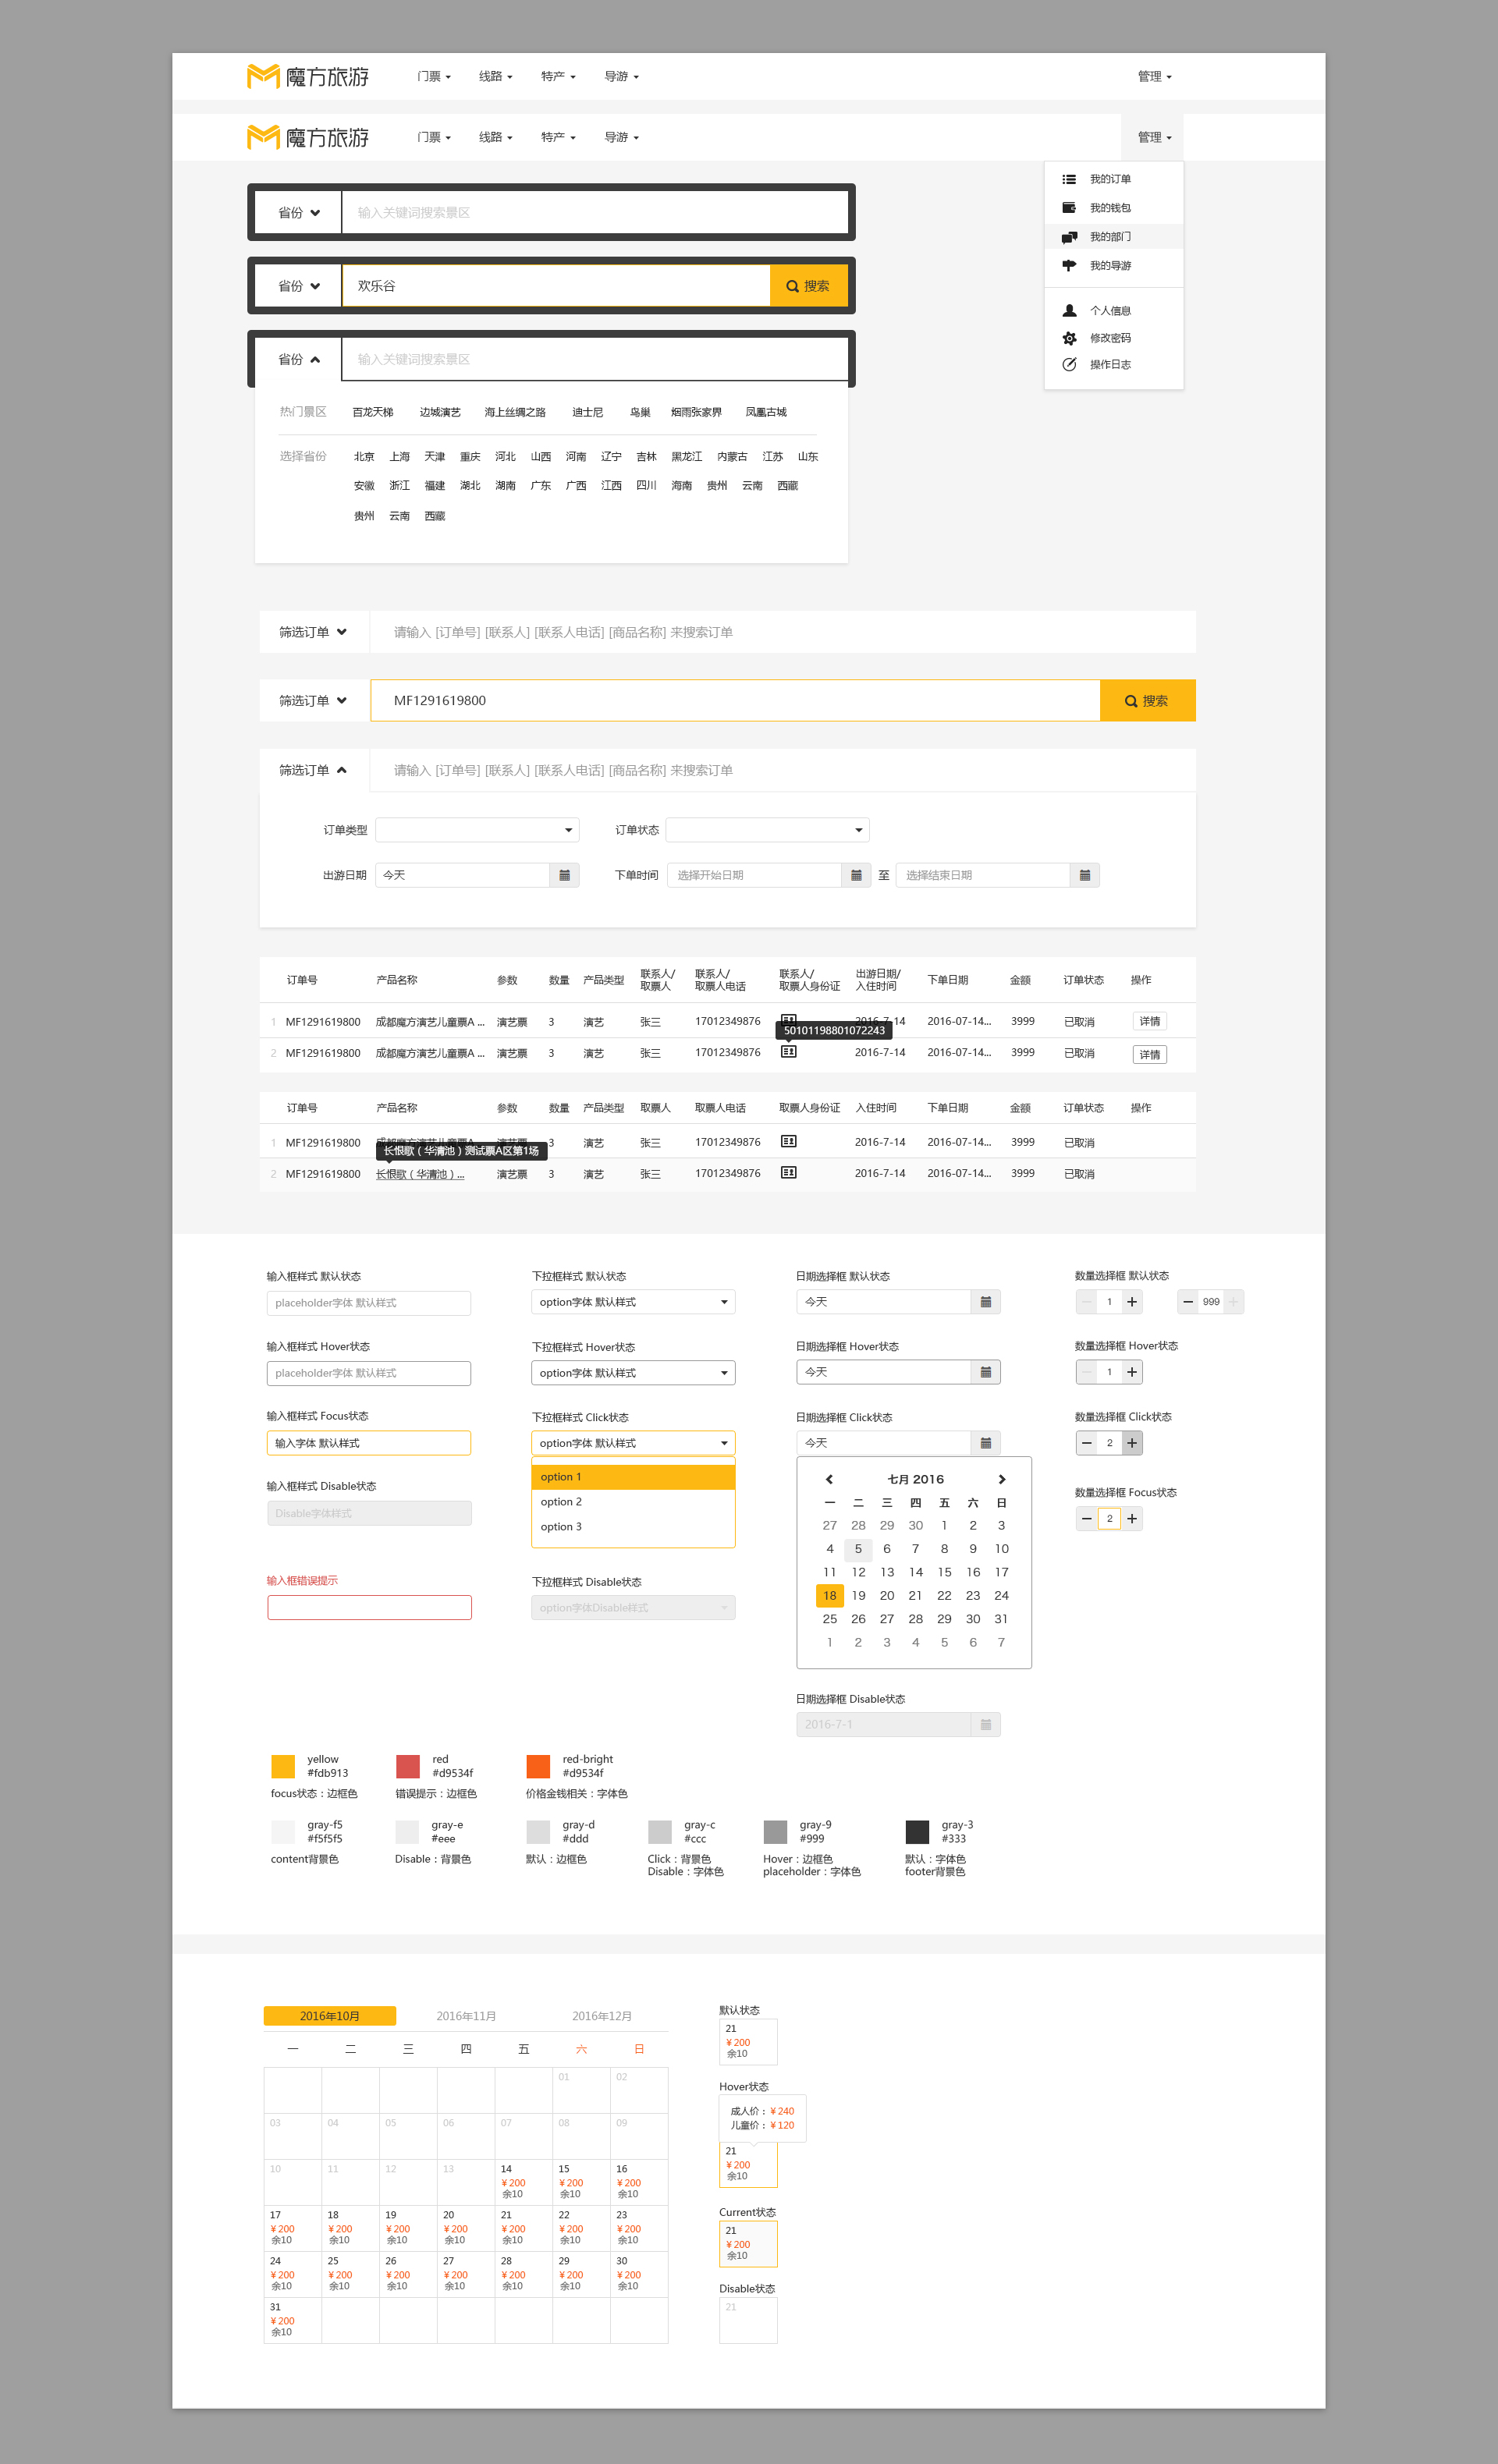 魔方旅游 门票 线路 特产 导游 管理
魔方旅游 门票 线路 特产 导游 管理
我的订单
我的钱包
我的部门
我的导游
个人信息
修改密码
操作日志
省份 输入关键词搜索景区
省份 欢乐谷 搜索
省份 输入关键词搜索景区
热门景区 百龙天梯 边城演艺 海上丝绸之路 迪士尼 鸟巢 烟雨张家界 凤凰古城
选择省份 北京 上海 天津 重庆 河北 山西 河南 辽宁 吉林 黑龙江 内蒙古 江苏 山东
安徽 浙江 福建 湖北 湖南 广东 广西 江西 四川 海南 贵州 云南 西藏
贵州 云南 西藏
筛选订单 请输入 [订单号] [联系人] [联系人电话] [商品名称] 来搜索订单
筛选订单 MF1291619800 搜索
筛选订单 请输入 [订单号] [联系人] [联系人电话] [商品名称] 来搜索订单
订单类型 订单状态
出游日期 今天 下单时间 选择开始日期 至 选择结束日期
订单号 产品名称 参数 数量 产品类型 联系人/取票人 联系人/取票人电话 联系人/取票人身份证 出游日期/入住时间 下单日期 金额 订单状态 操作
1 MF1291619800 成都魔方演艺儿童票A ... 演艺票 3 演艺 张三 17012349876 2016-7-14 2016-07-14... 3999 已取消 详情
50101198801072243
2 MF1291619800 成都魔方演艺儿童票A ... 演艺票 3 演艺 张三 17012349876 2016-7-14 2016-07-14... 3999 已取消 详情
订单号 产品名称 参数 数量 产品类型 取票人 取票人电话 取票人身份证 入住时间 下单日期 金额 订单状态 操作
1 MF1291619800 成都魔方演艺儿童票A ... 演艺票 3 演艺 张三 17012349876 2016-7-14 2016-07-14... 3999 已取消
长恨歌（华清池）测试票A区第1场
2 MF1291619800 长恨歌（华清池）... 演艺票 3 演艺 张三 17012349876 2016-7-14 2016-07-14... 3999 已取消
输入框样式 默认状态
placeholder字体 默认样式
输入框样式 Hover状态
placeholder字体 默认样式
输入框样式 Focus状态
输入字体 默认样式
输入框样式 Disable状态
Disable字体样式
输入框错误提示
下拉框样式 默认状态
option字体 默认样式
下拉框样式 Hover状态
option字体 默认样式
下拉框样式 Click状态
option字体 默认样式
option 1
option 2
option 3
下拉框样式 Disable状态
option字体Disable样式
日期选择框 默认状态
今天
日期选择框 Hover状态
今天
日期选择框 Click状态
今天
七月 2016
一 二 三 四 五 六 日
27 28 29 30 1 2 3
4 5 6 7 8 9 10
11 12 13 14 15 16 17
18 19 20 21 22 23 24
25 26 27 28 29 30 31
1 2 3 4 5 6 7
日期选择框 Disable状态
2016-7-1
数量选择框 默认状态
− 1 + − 999 +
数量选择框 Hover状态
− 1 +
数量选择框 Click状态
− 2 +
数量选择框 Focus状态
− 2 +
yellow
#fdb913
focus状态：边框色
red
#d9534f
错误提示：边框色
red-bright
#d9534f
价格金钱相关：字体色
gray-f5
#f5f5f5
content背景色
gray-e
#eee
Disable：背景色
gray-d
#ddd
默认：边框色
gray-c
#ccc
Click：背景色
Disable：字体色
gray-9
#999
Hover：边框色
placeholder：字体色
gray-3
#333
默认：字体色
footer背景色
2016年10月 2016年11月 2016年12月
一 二 三 四 五 六 日
01 02
03 04 05 06 07 08 09
10 11 12 13 14 15 16
¥ 200 ¥ 200 ¥ 200
余10 余10 余10
17 18 19 20 21 22 23
¥ 200 ¥ 200 ¥ 200 ¥ 200 ¥ 200 ¥ 200 ¥ 200
余10 余10 余10 余10 余10 余10 余10
24 25 26 27 28 29 30
¥ 200 ¥ 200 ¥ 200 ¥ 200 ¥ 200 ¥ 200 ¥ 200
余10 余10 余10 余10 余10 余10 余10
31
¥ 200
余10
默认状态
21
¥ 200
余10
Hover状态
成人价：¥ 240
儿童价：¥ 120
21
¥ 200
余10
Current状态
21
¥ 200
余10
Disable状态
21